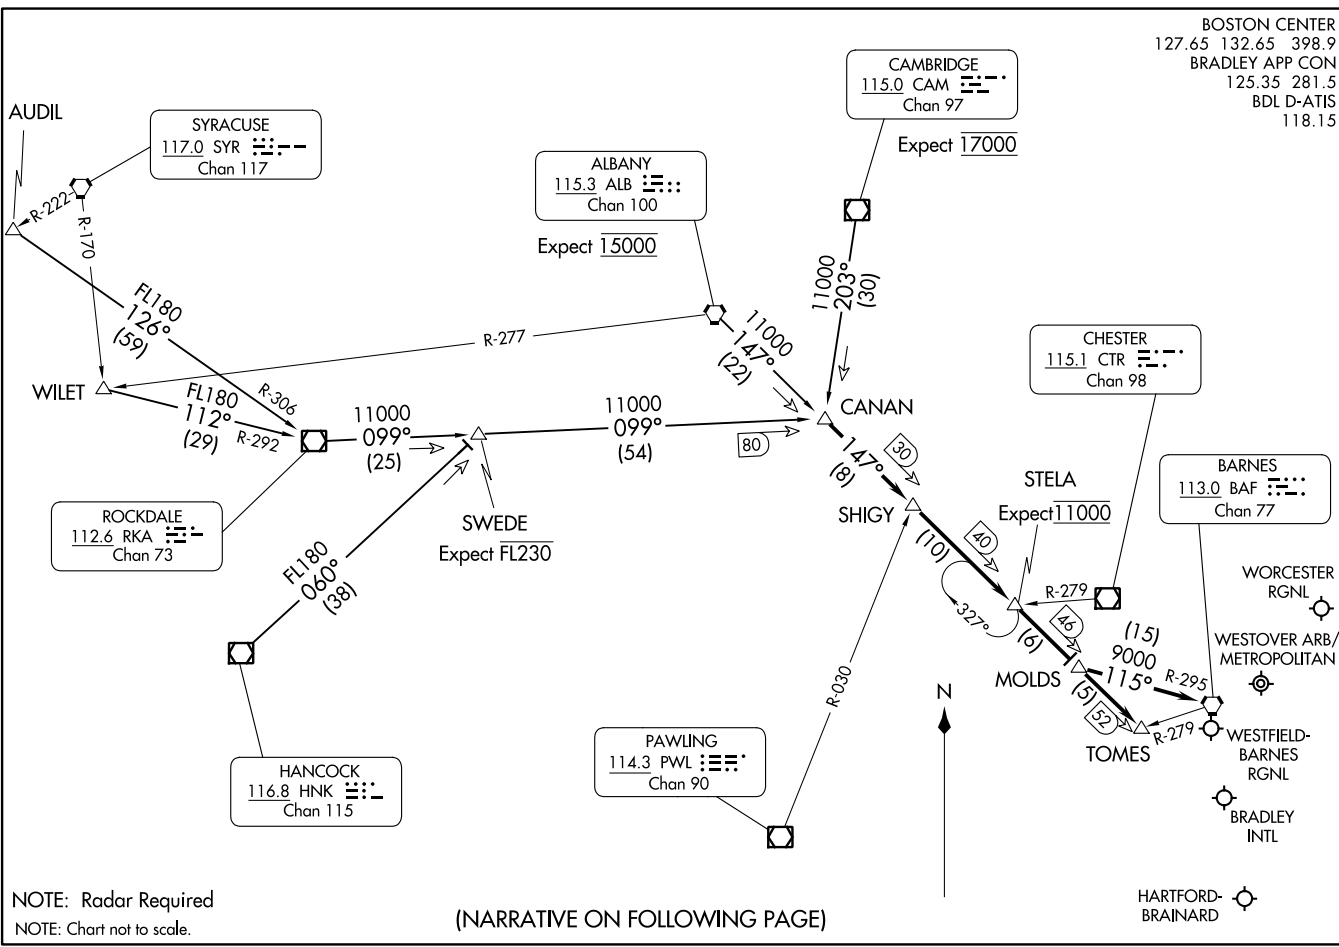 BOSTON CENTER
127.65 132.65 398.9
BRADLEY APP CON
125.35 281.5
BDL D-ATIS
118.15
CAMBRIDGE
115.0 CAM
Chan 97
Expect 17000
AUDIL
SYRACUSE
117.0 SYR
Chan 117
ALBANY
115.3 ALB
Chan 100
Expect 15000
R-222
R-170
11000
203°
(30)
FL180
126°
(59)
R-277
11000
147°
(22)
CHESTER
115.1 CTR
Chan 98
WILET
FL180
112°
(29)
R-306
R-292
11000
099°
(25)
11000
099°
(54)
80
CANAN
147°
(8)
30
BARNES
113.0 BAF
Chan 77
STELA
Expect 11000
ROCKDALE
112.6 RKA
Chan 73
SWEDE
Expect FL230
SHIGY
(10)
40
FL180
060°
(38)
R-279
327°
(6)
46
WORCESTER
RGNL
(15)
9000
115°
R-295
WESTOVER ARB/
METROPOLITAN
MOLDS
(5)
52
R-030
N
R-279
TOMES
WESTFIELD-
BARNES
RGNL
PAWLING
114.3 PWL
Chan 90
HANCOCK
116.8 HNK
Chan 115
BRADLEY
INTL
HARTFORD-
BRAINARD
NOTE: Radar Required
NOTE: Chart not to scale.
(NARRATIVE ON FOLLOWING PAGE)